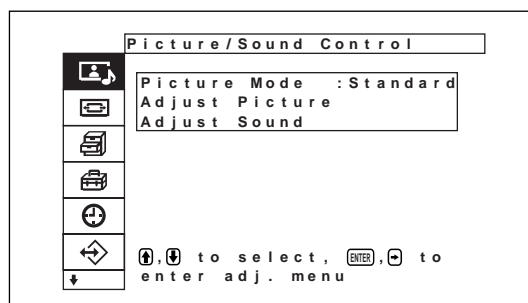 Picture/Sound Control
Picture Mode :Standard
Adjust Picture
Adjust Sound
, to select, ENTER, to
enter adj. menu